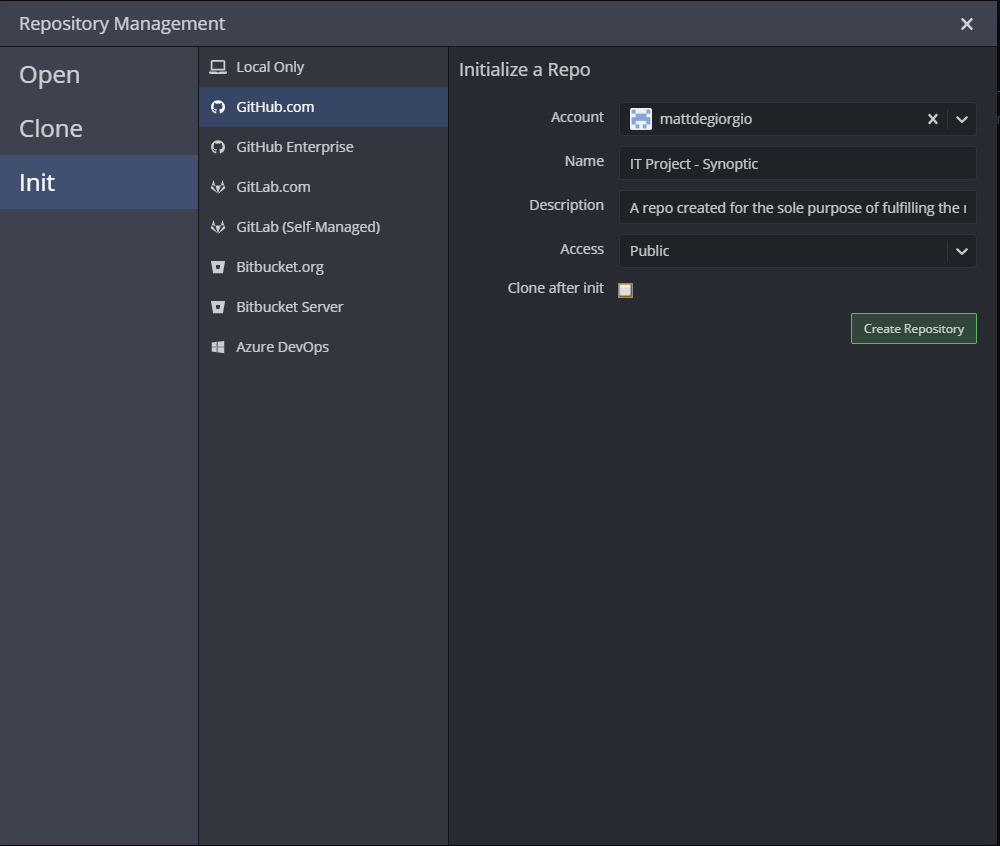 Repository Management
Open
Clone
Init
Local Only
GitHub.com
GitHub Enterprise
GitLab.com
GitLab (Self-Managed)
Bitbucket.org
Bitbucket Server
Azure DevOps
Initialize a Repo
Account mattdegiorgio
Name IT Project - Synoptic
Description A repo created for the sole purpose of fulfilling the
Access Public
Clone after init
Create Repository